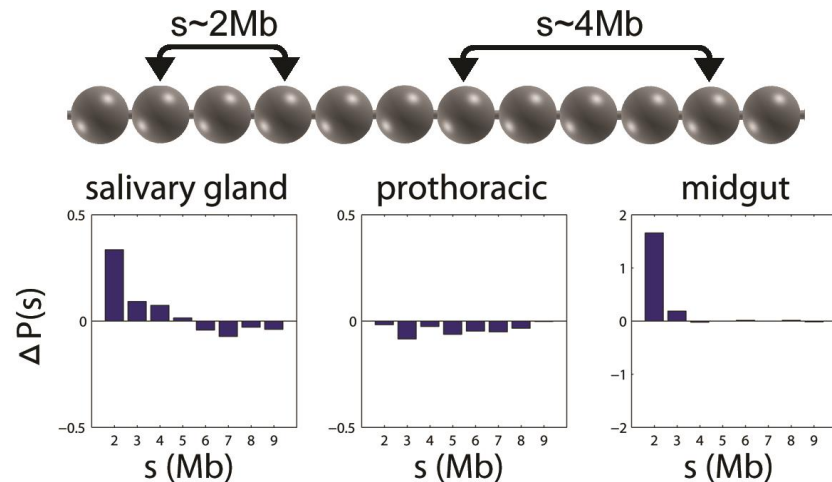 s~2Mb
s~4Mb
salivary gland
prothoracic
midgut
Δ P(s)
0.5
0
−0.5
2 3 4 5 6 7 8 9
s (Mb)
0.5
0
−0.5
2 3 4 5 6 7 8 9
s (Mb)
2
1
0
−1
−2
2 3 4 5 6 7 8 9
s (Mb)